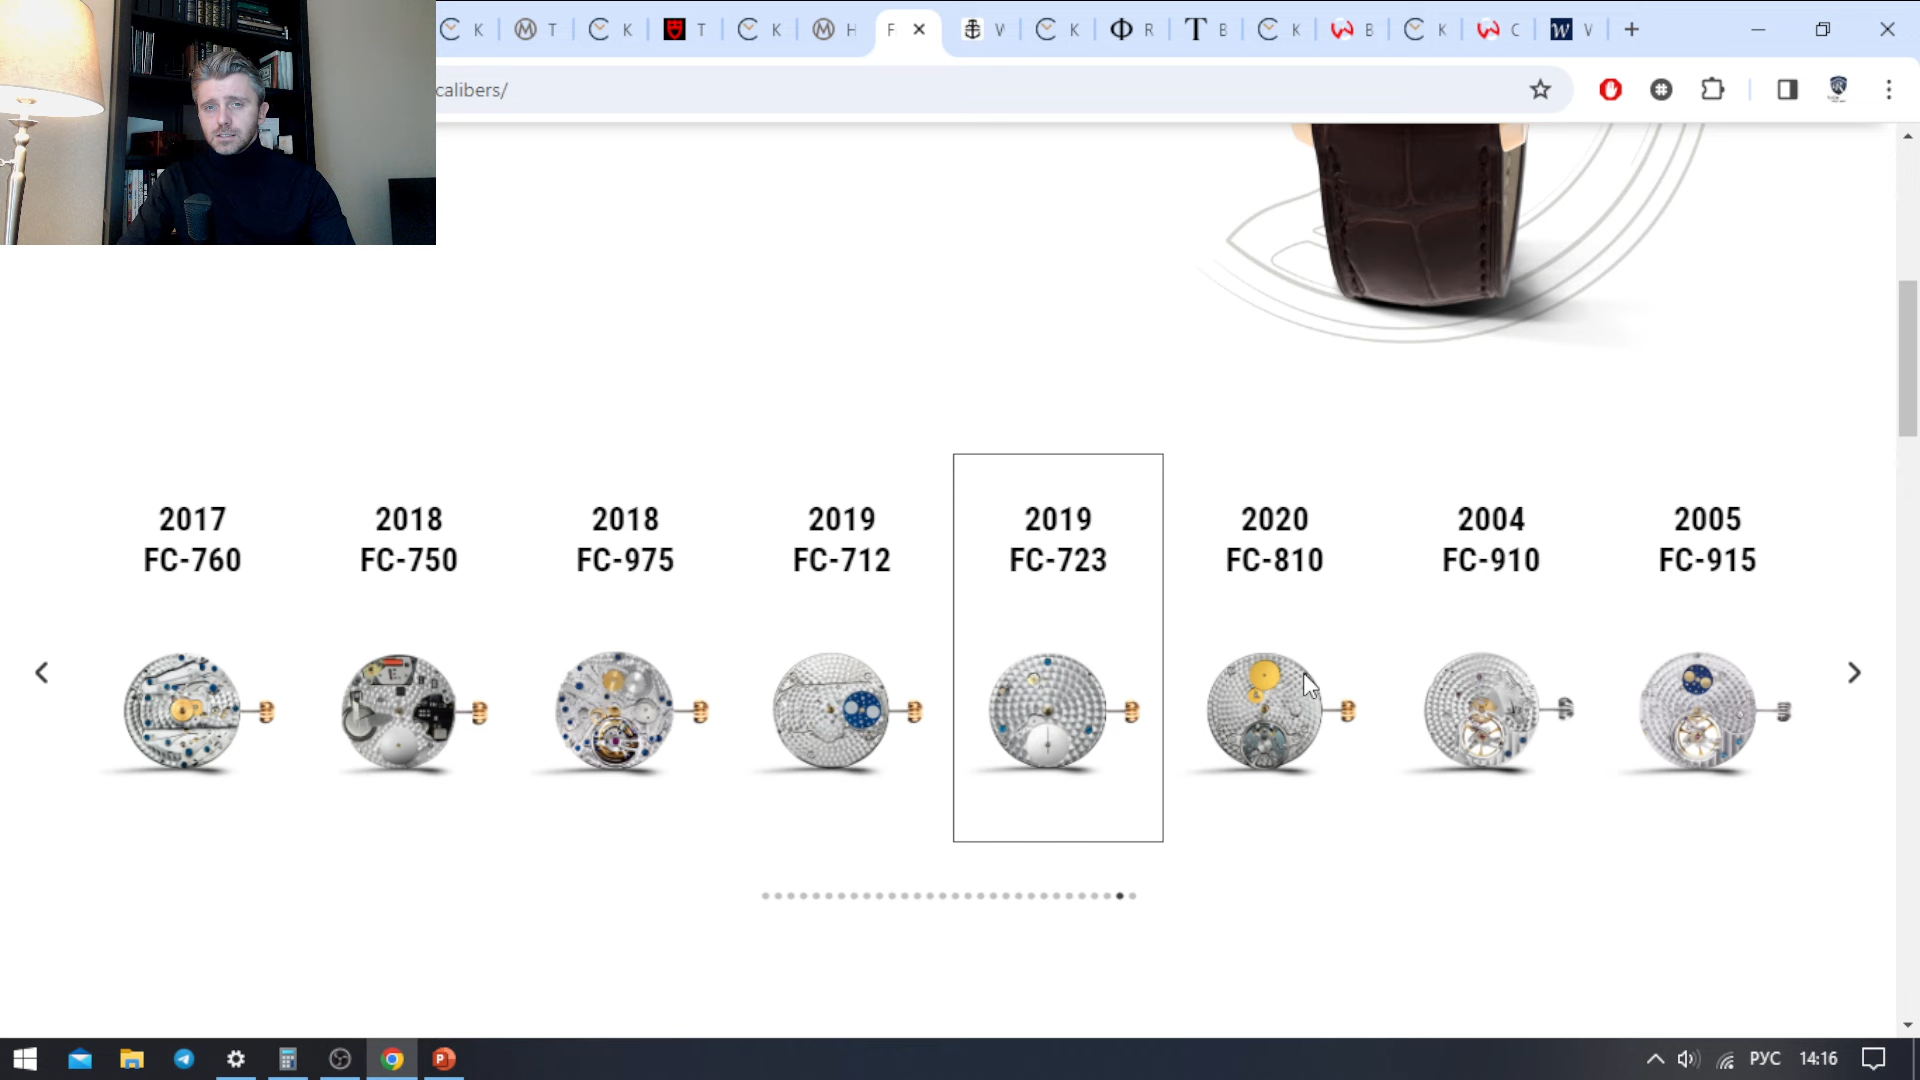 K T K T K H F V K R T B K B K C W V
calibers/
2017 2018 2018 2019 2019 2020 2004 2005
FC-760 FC-750 FC-975 FC-712 FC-723 FC-810 FC-910 FC-915
РУС 14:16